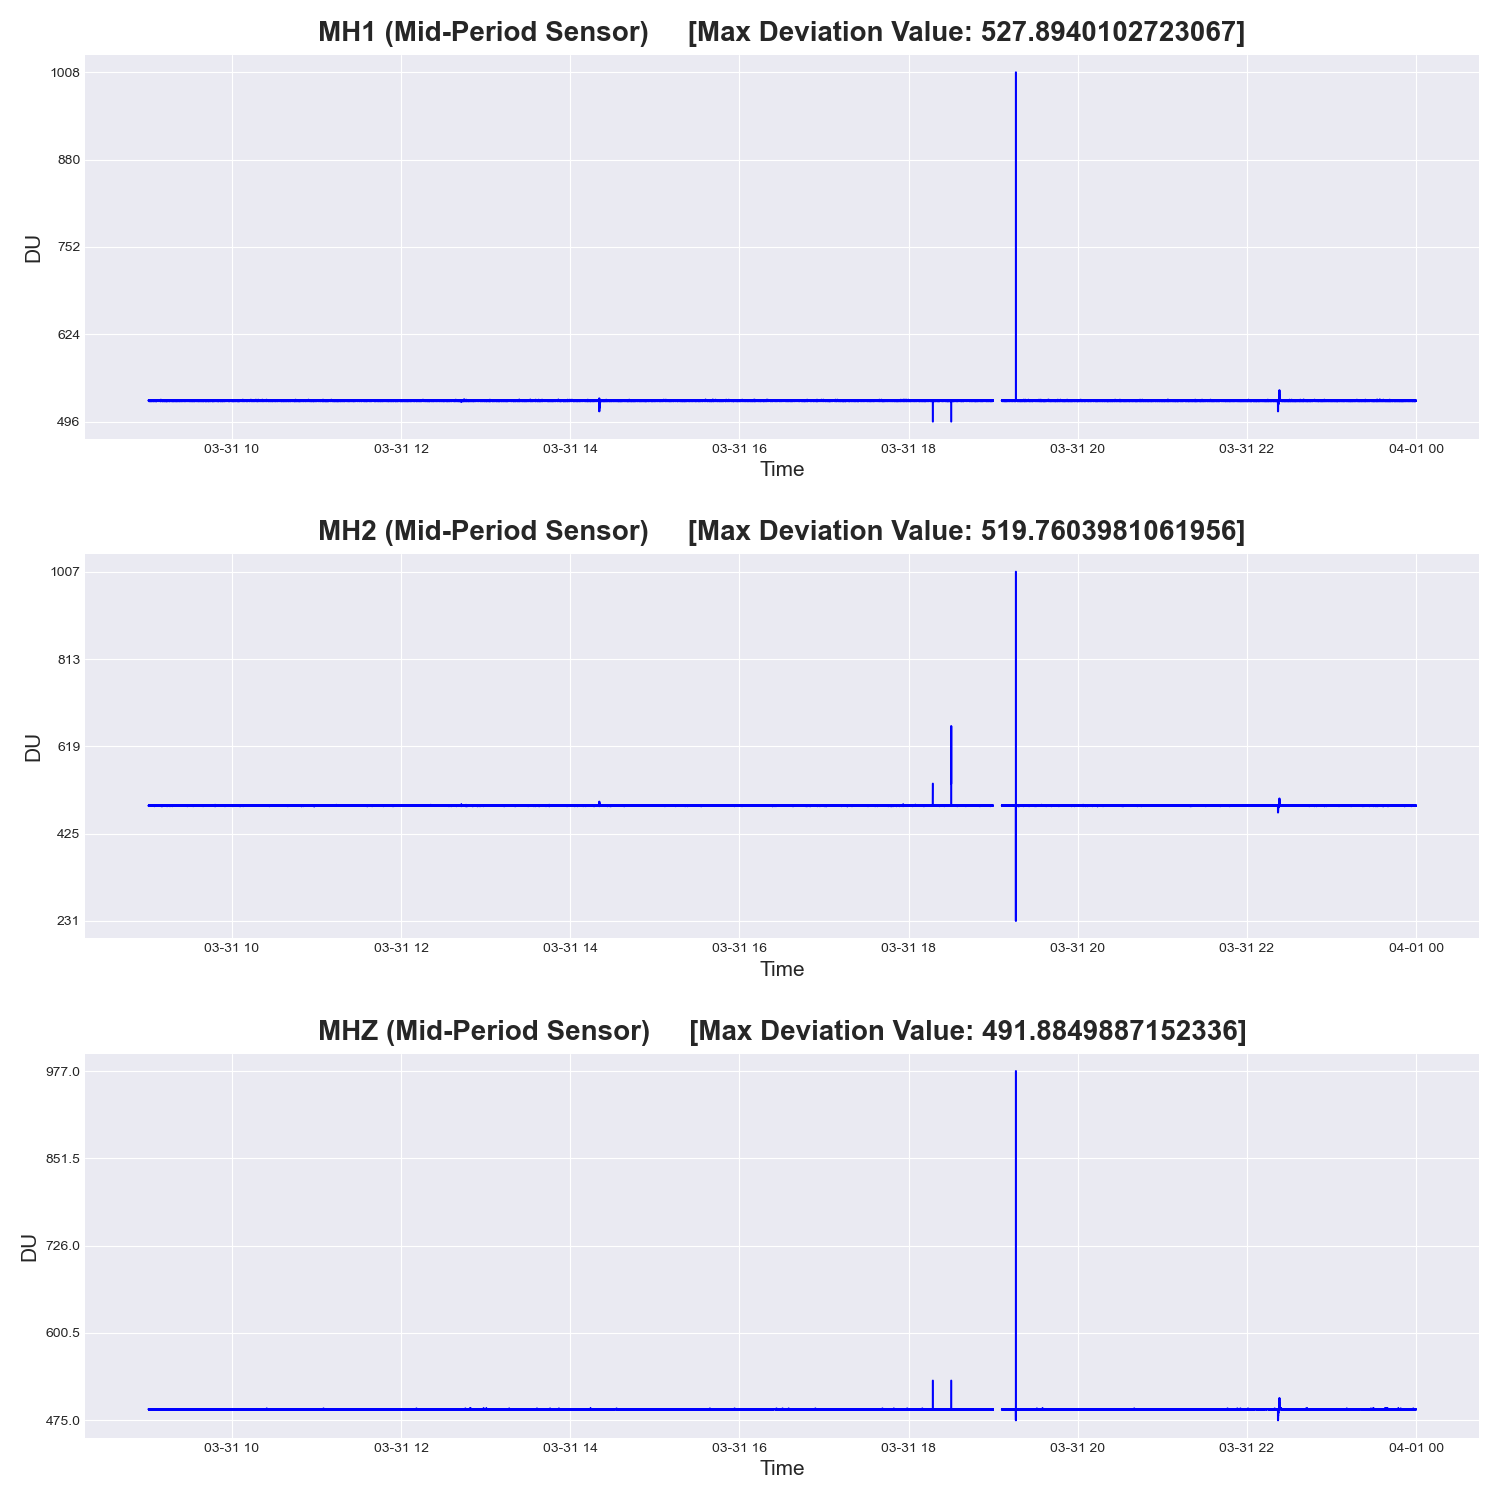 MH1 (Mid-Period Sensor) [Max Deviation Value: 527.8940102723067]
1008
880
752
624
496
DU
03-31 10 03-31 12 03-31 14 03-31 16 03-31 18 03-31 20 03-31 22 04-01 00
Time
MH2 (Mid-Period Sensor) [Max Deviation Value: 519.7603981061956]
1007
813
619
425
231
DU
03-31 10 03-31 12 03-31 14 03-31 16 03-31 18 03-31 20 03-31 22 04-01 00
Time
MHZ (Mid-Period Sensor) [Max Deviation Value: 491.8849887152336]
977.0
851.5
726.0
600.5
475.0
DU
03-31 10 03-31 12 03-31 14 03-31 16 03-31 18 03-31 20 03-31 22 04-01 00
Time